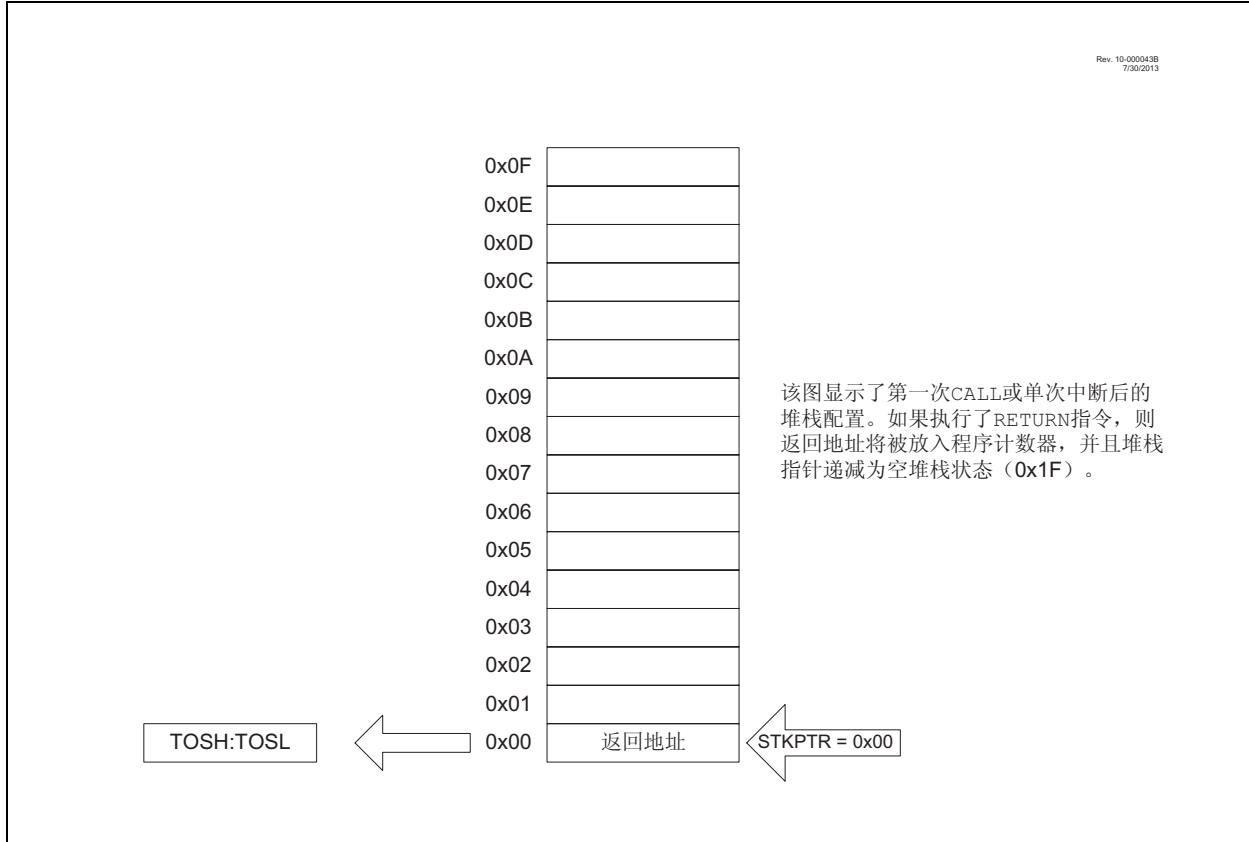 Rev. 10-000043B
7/30/2013
0x0F
0x0E
0x0D
0x0C
0x0B
0x0A
0x09
0x08
0x07
0x06
0x05
0x04
0x03
0x02
0x01
0x00
该图显示了第一次CALL或单次中断后的
堆栈配置。如果执行了RETURN指令，则
返回地址将被放入程序计数器，并且堆栈
指针递减为空堆栈状态（0x1F）。
TOSH:TOSL
返回地址
STKPTR = 0x00